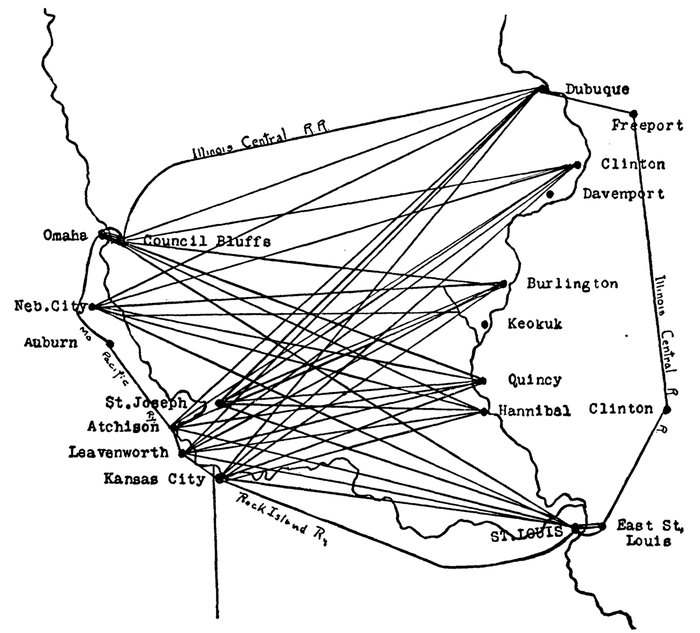 Dubuque
Freeport
Illinois Central R R
Clinton
Davenport
Omaha
Council Bluffs
Burlington
Illinois Central R R
Neb. City
Keokuk
Auburn
Mo Pacific Ry
Quincy
St. Joseph
Hannibal
Clinton
Atchison
Leavenworth
Kansas City
Rock Island Ry
ST. LOUIS
East St,
Louis